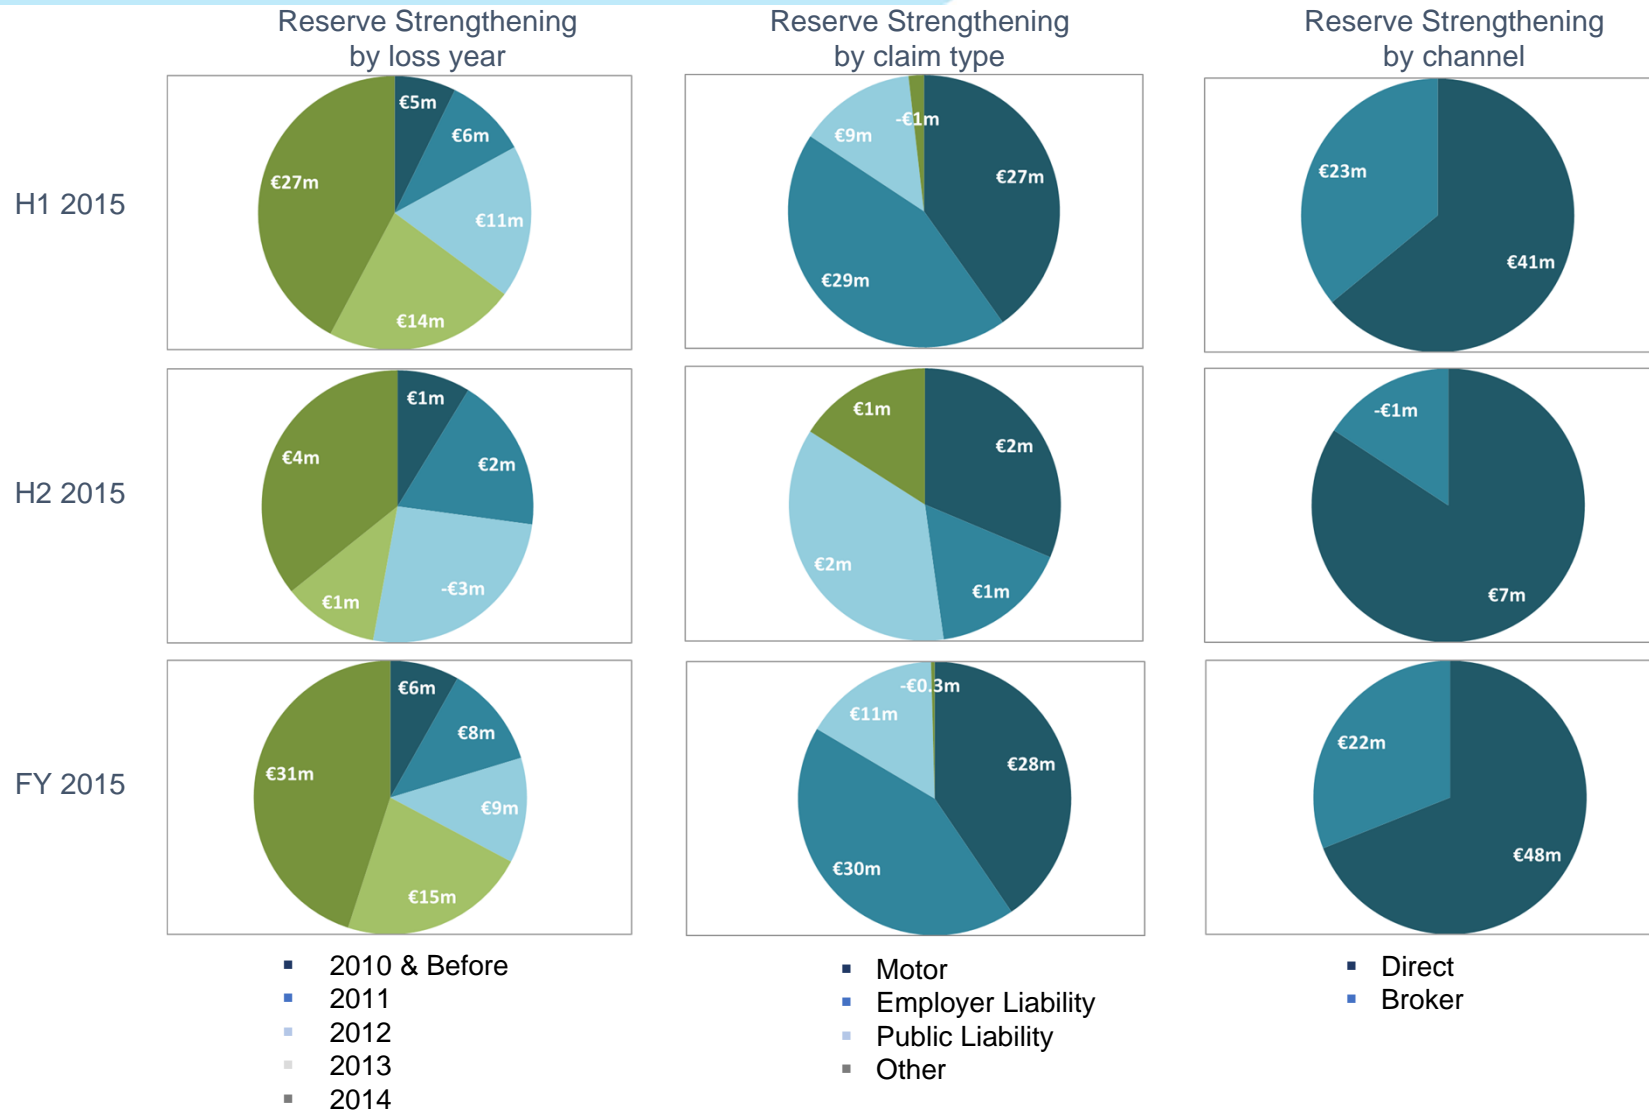 Reserve Strengthening
by loss year
Reserve Strengthening
by claim type
Reserve Strengthening
by channel
H1 2015
€5m
€6m
€11m
€14m
€27m
-€1m
€9m
€27m
€29m
€23m
€41m
H2 2015
€1m
€2m
-€3m
€1m
€4m
€1m
€2m
€2m
€1m
-€1m
€7m
FY 2015
€6m
€8m
€9m
€15m
€31m
-€0.3m
€11m
€28m
€30m
€22m
€48m
2010 & Before
2011
2012
2013
2014
Motor
Employer Liability
Public Liability
Other
Direct
Broker